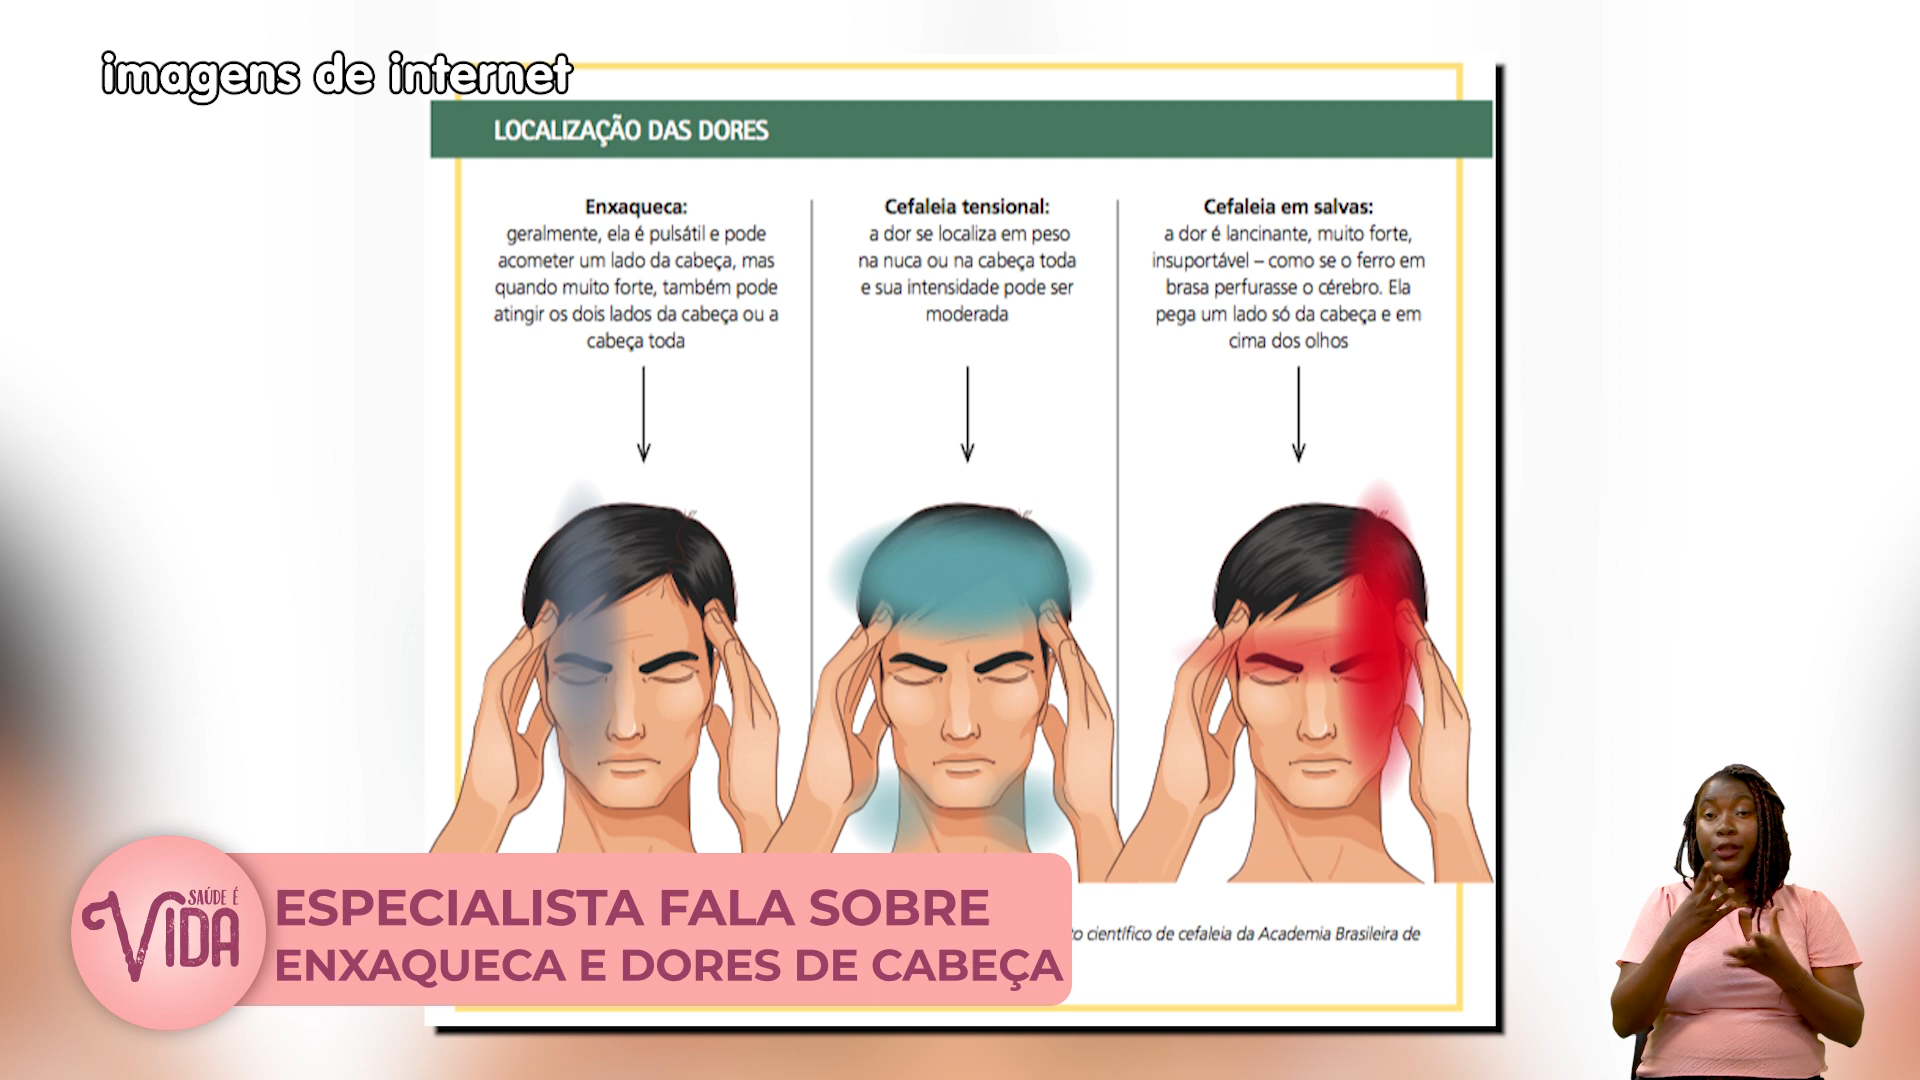 imagens de internet
LOCALIZAÇÃO DAS DORES
Enxaqueca:
geralmente, ela é pulsátil e pode
acometer um lado da cabeça, mas
quando muito forte, também pode
atingir os dois lados da cabeça ou a
cabeça toda
Cefaleia tensional:
a dor se localiza em peso
na nuca ou na cabeça toda
e sua intensidade pode ser
moderada
Cefaleia em salvas:
a dor é lancinante, muito forte,
insuportável – como se o ferro em
brasa perfurasse o cérebro. Ela
pega um lado só da cabeça e em
cima dos olhos
científico de cefaleia da Academia Brasileira de
SAÚDE É
VIDA
ESPECIALISTA FALA SOBRE
ENXAQUECA E DORES DE CABEÇA